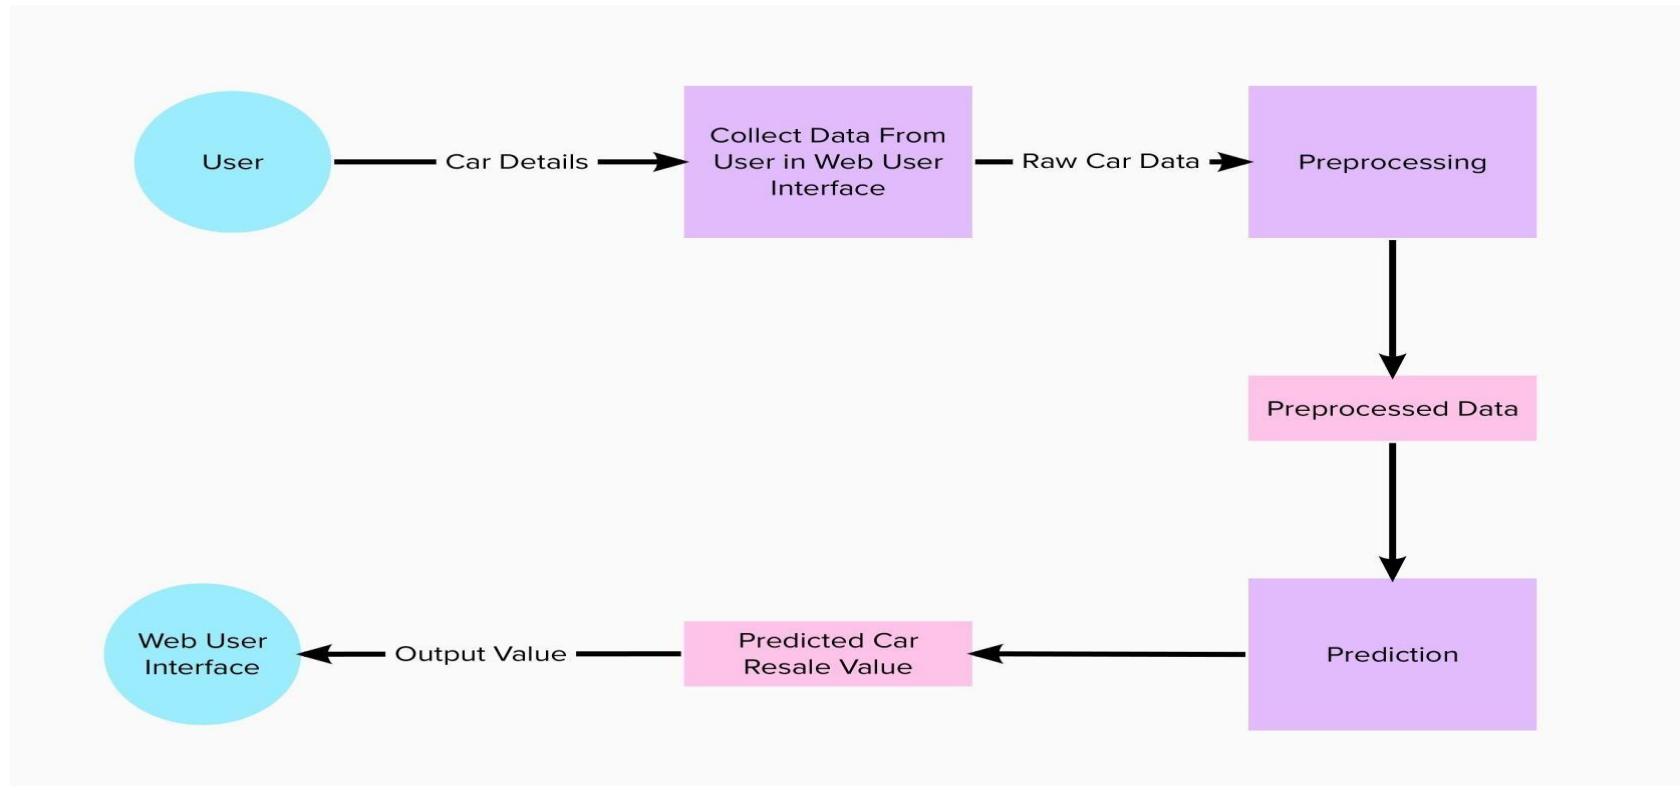 User
Car Details
Collect Data From
User in Web User
Interface
Raw Car Data
Preprocessing
Preprocessed Data
Prediction
Predicted Car
Resale Value
Output Value
Web User
Interface